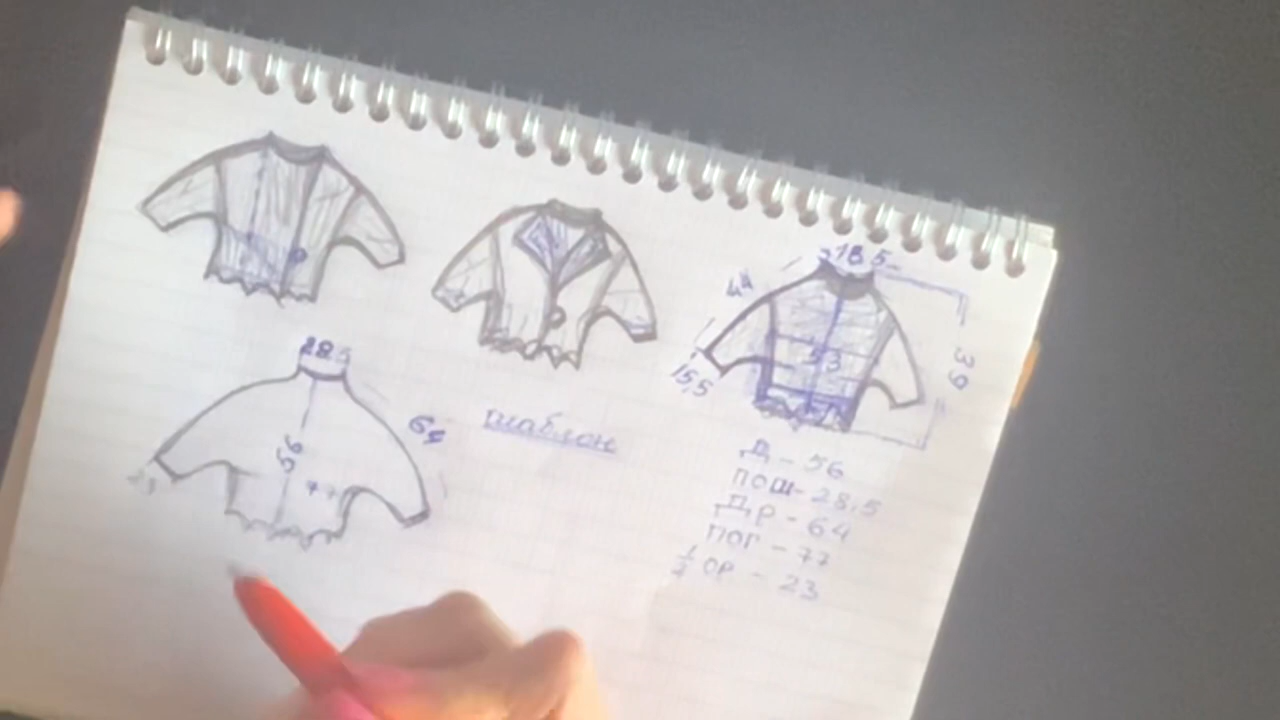 18.5
44
39
53
15,5
28.5
64
56
77
шаблон
Д - 56
ПОШ - 28,5
ДР - 64
ПОГ - 77
1/2 ОР - 23